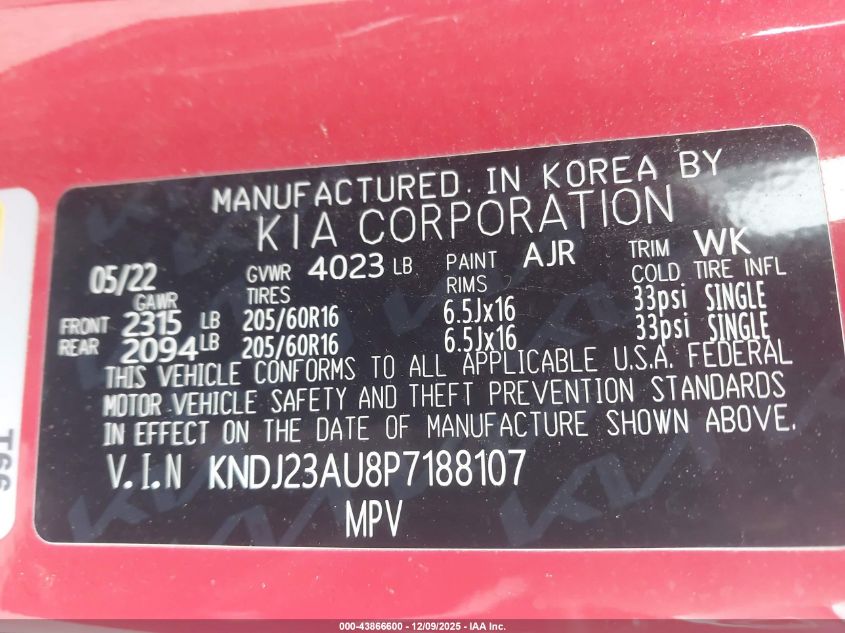 MANUFACTURED IN KOREA BY
KIA CORPORATION
05/22 GVWR 4023 LB PAINT AJR TRIM WK
GAWR TIRES RIMS COLD TIRE INFL
FRONT 2315 LB 205/60R16 6.5Jx16 33psi SINGLE
REAR 2094 LB 205/60R16 6.5Jx16 33psi SINGLE
THIS VEHICLE CONFORMS TO ALL APPLICABLE U.S.A. FEDERAL
MOTOR VEHICLE SAFETY AND THEFT PREVENTION STANDARDS
IN EFFECT ON THE DATE OF MANUFACTURE SHOWN ABOVE.
V.I.N KNDJ23AU8P7188107
MPV
T66
000-43866600 / 12/09/2025 - IAA Inc.